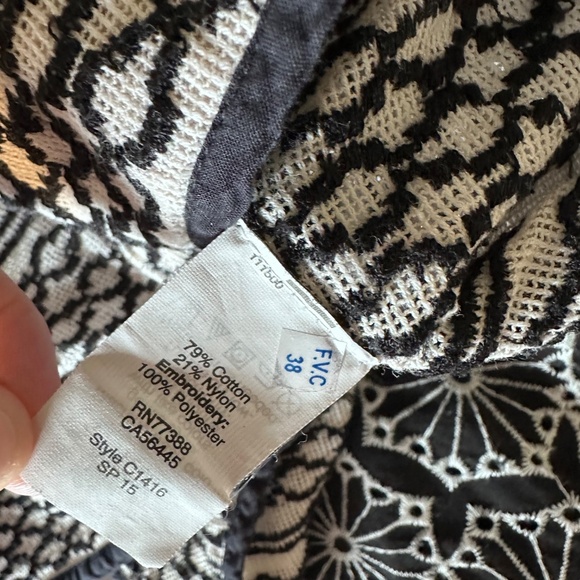 F.V.C
38
79% Cotton
21% Nylon
Embroidery:
100% Polyester
RN77388
CA56445
Style C1416
SP 15